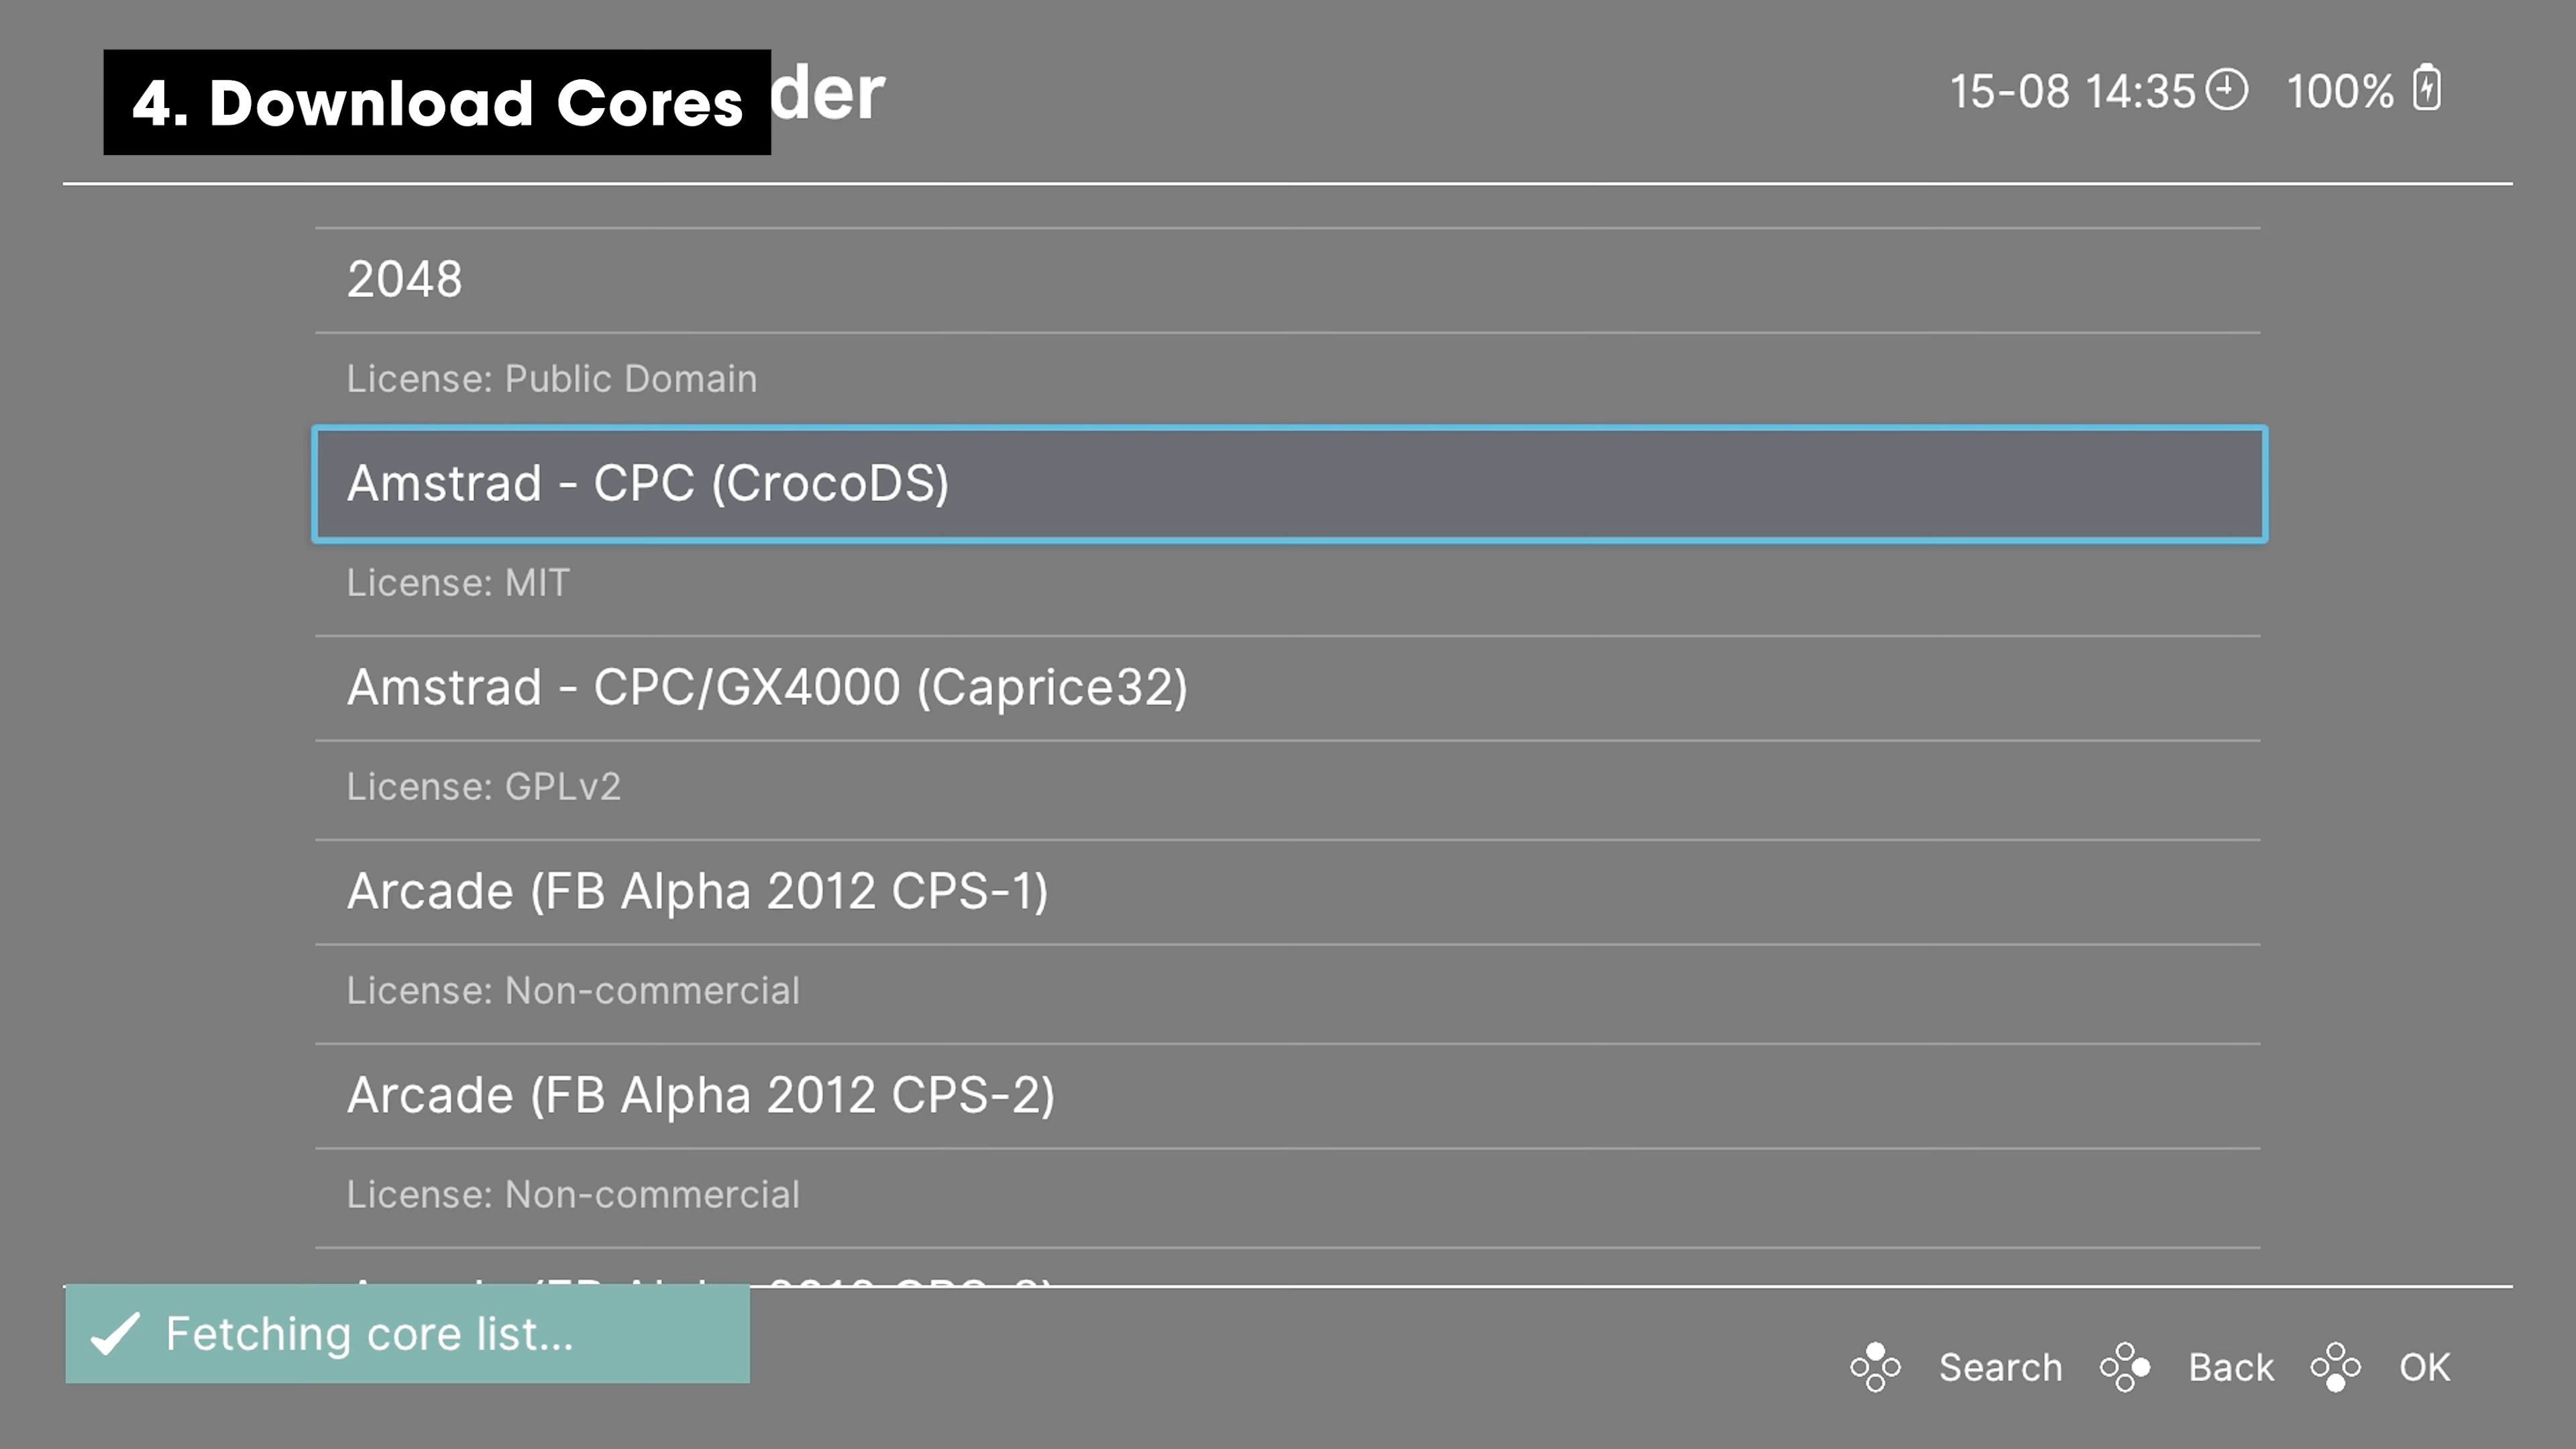 4. Download Cores
der
15-08 14:35 100%
2048
License: Public Domain
Amstrad - CPC (CrocoDS)
License: MIT
Amstrad - CPC/GX4000 (Caprice32)
License: GPLv2
Arcade (FB Alpha 2012 CPS-1)
License: Non-commercial
Arcade (FB Alpha 2012 CPS-2)
License: Non-commercial
Fetching core list...
Search Back OK